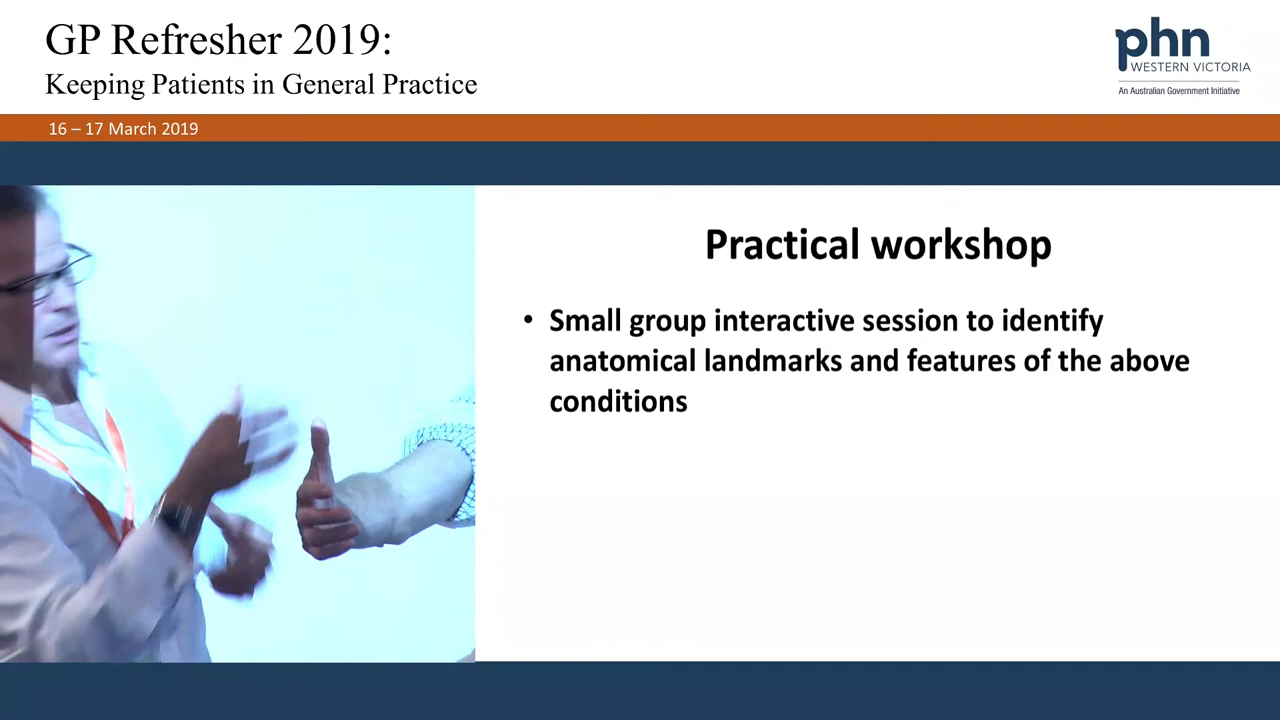 GP Refresher 2019:
Keeping Patients in General Practice
phn
WESTERN VICTORIA
An Australian Government Initiative
16 – 17 March 2019
Practical workshop
• Small group interactive session to identify
anatomical landmarks and features of the above
conditions